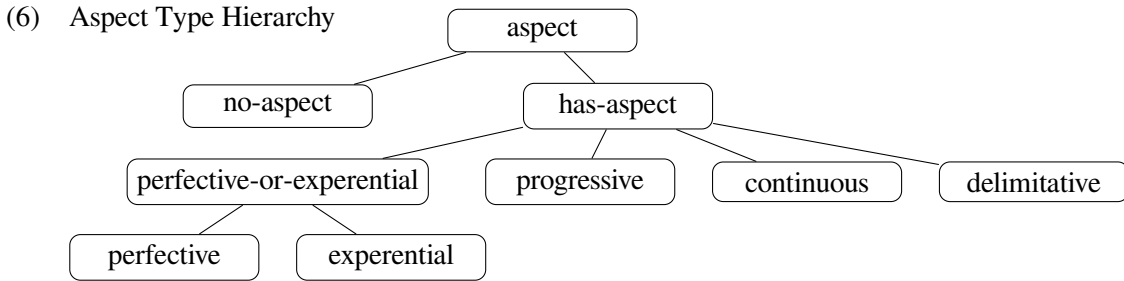 (6) Aspect Type Hierarchy
aspect
no-aspect has-aspect
perfective-or-experential progressive continuous delimitative
perfective experential